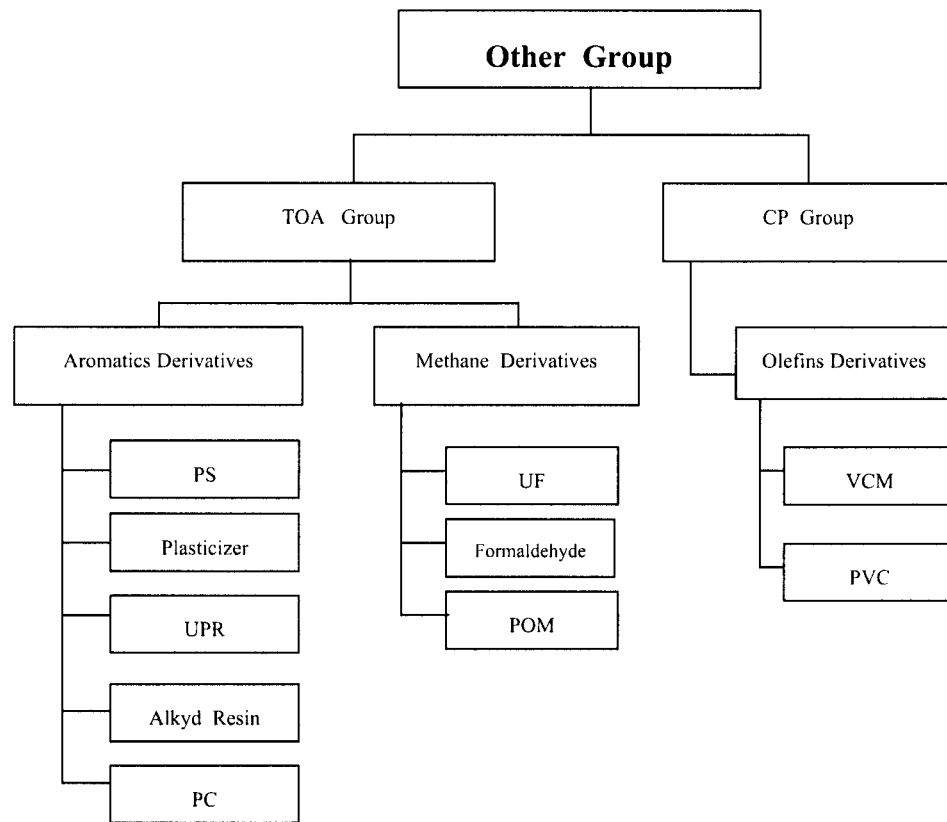 Other Group
TOA Group
CP Group
Aromatics Derivatives
Methane Derivatives
Olefins Derivatives
PS
Plasticizer
UPR
Alkyd Resin
PC
UF
Formaldehyde
POM
VCM
PVC